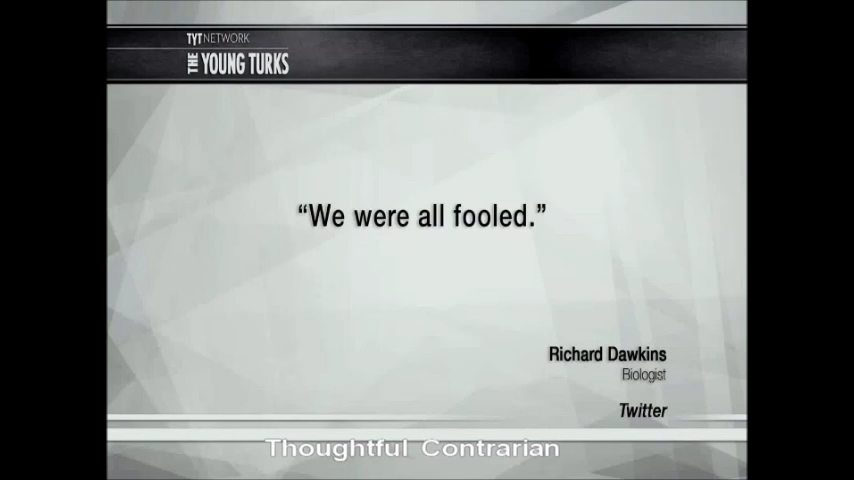 TYT NETWORK
THE YOUNG TURKS
“We were all fooled.”
Richard Dawkins
Biologist
Twitter
Thoughtful Contrarian